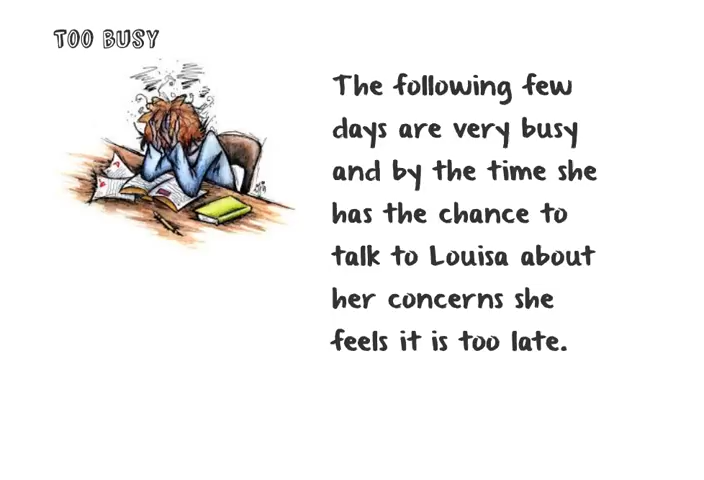 TOO BUSY
The following few
days are very busy
and by the time she
has the chance to
talk to Louisa about
her concerns she
feels it is too late.